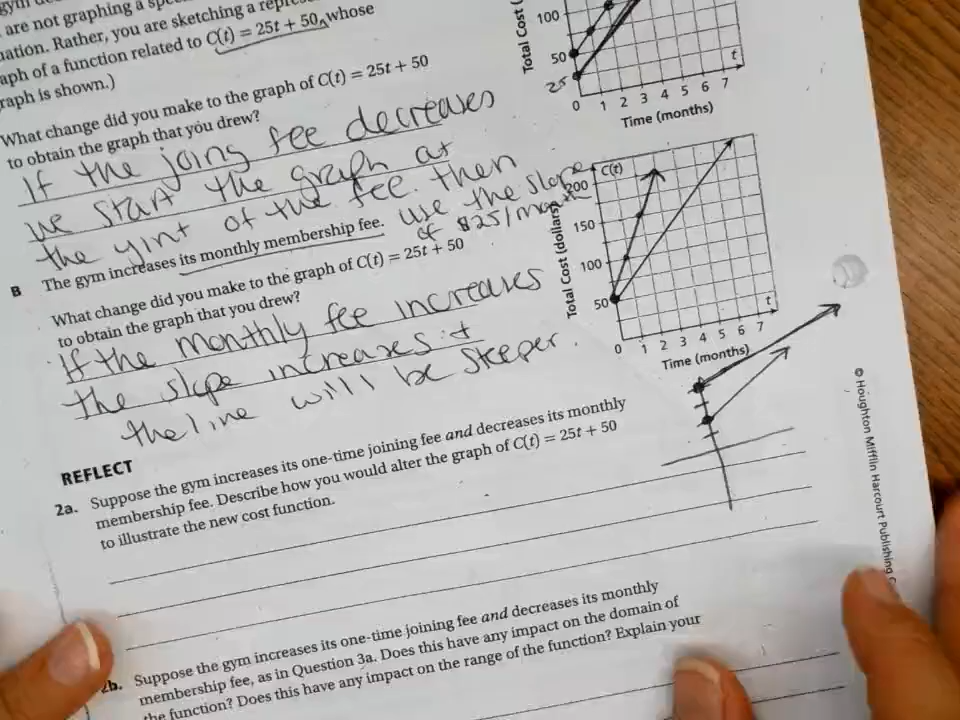 are not graphing a
Rather, you are sketching a
of a function related to C(t) = 25t + 50, whose
is shown.)
What change did you make to the graph of C(t) = 25t + 50
to obtain the graph that you drew?
If the joing fee decreases
we start the graph at
the yint of the fee. then
use the slope
of $25/month
B The gym increases its monthly membership fee.
What change did you make to the graph of C(t) = 25t + 50
to obtain the graph that you drew?
If the monthly fee increases
the slope increases
the line will be steeper.
REFLECT
2a. Suppose the gym increases its one-time joining fee and decreases its monthly
membership fee. Describe how you would alter the graph of C(t) = 25t + 50
to illustrate the new cost function.
2b. Suppose the gym increases its one-time joining fee and decreases its monthly
membership fee, as in Question 3a. Does this have any impact on the domain of
the function? Does this have any impact on the range of the function? Explain your
Total Cost
100
50
25
0 1 2 3 4 5 6 7
t
Time (months)
C(t)
Total Cost (dollars)
200
150
100
50
0 1 2 3 4 5 6 7
t
Time (months)
© Houghton Mifflin Harcourt Publishing